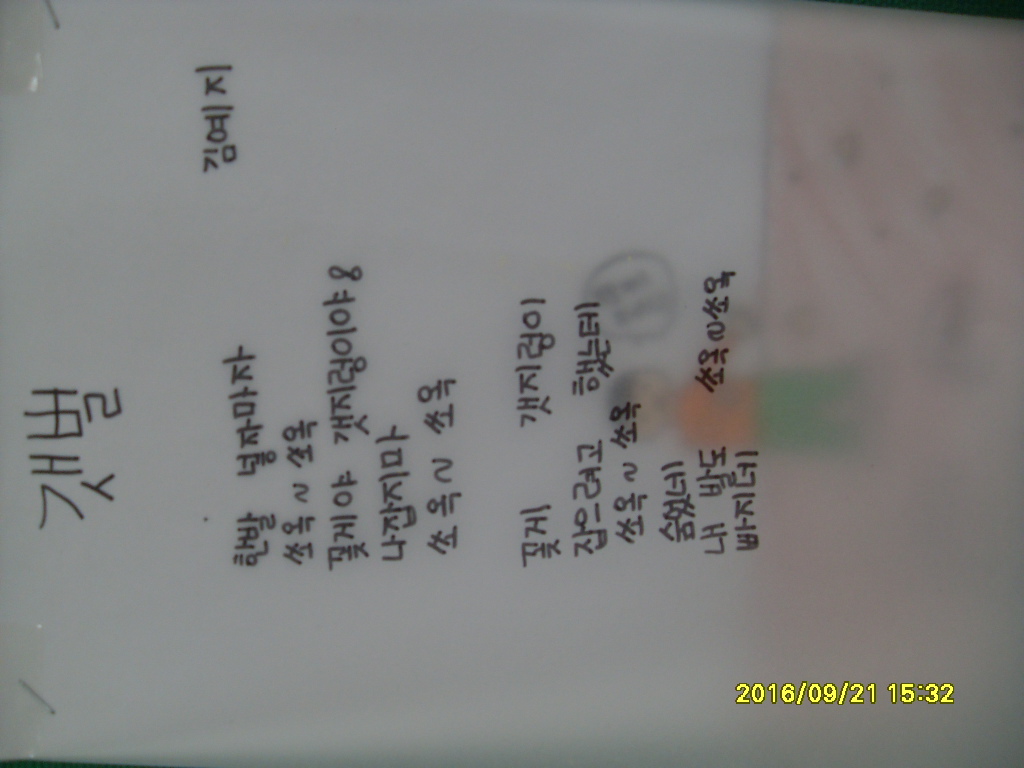 갯벌
김예지
한발 넣자마자
쏘옥 ~ 쏘옥
꽃게야 갯지렁이야 8
나잡지마
쏘 옥 ~ 쏘옥
꽃게 갯지렁이
잡으려고 했는데
쏘옥 ~ 쏘옥
숨었네
내 발도 쏘옥 ~ 쏘옥
빠지네
2016/09/21 15:32